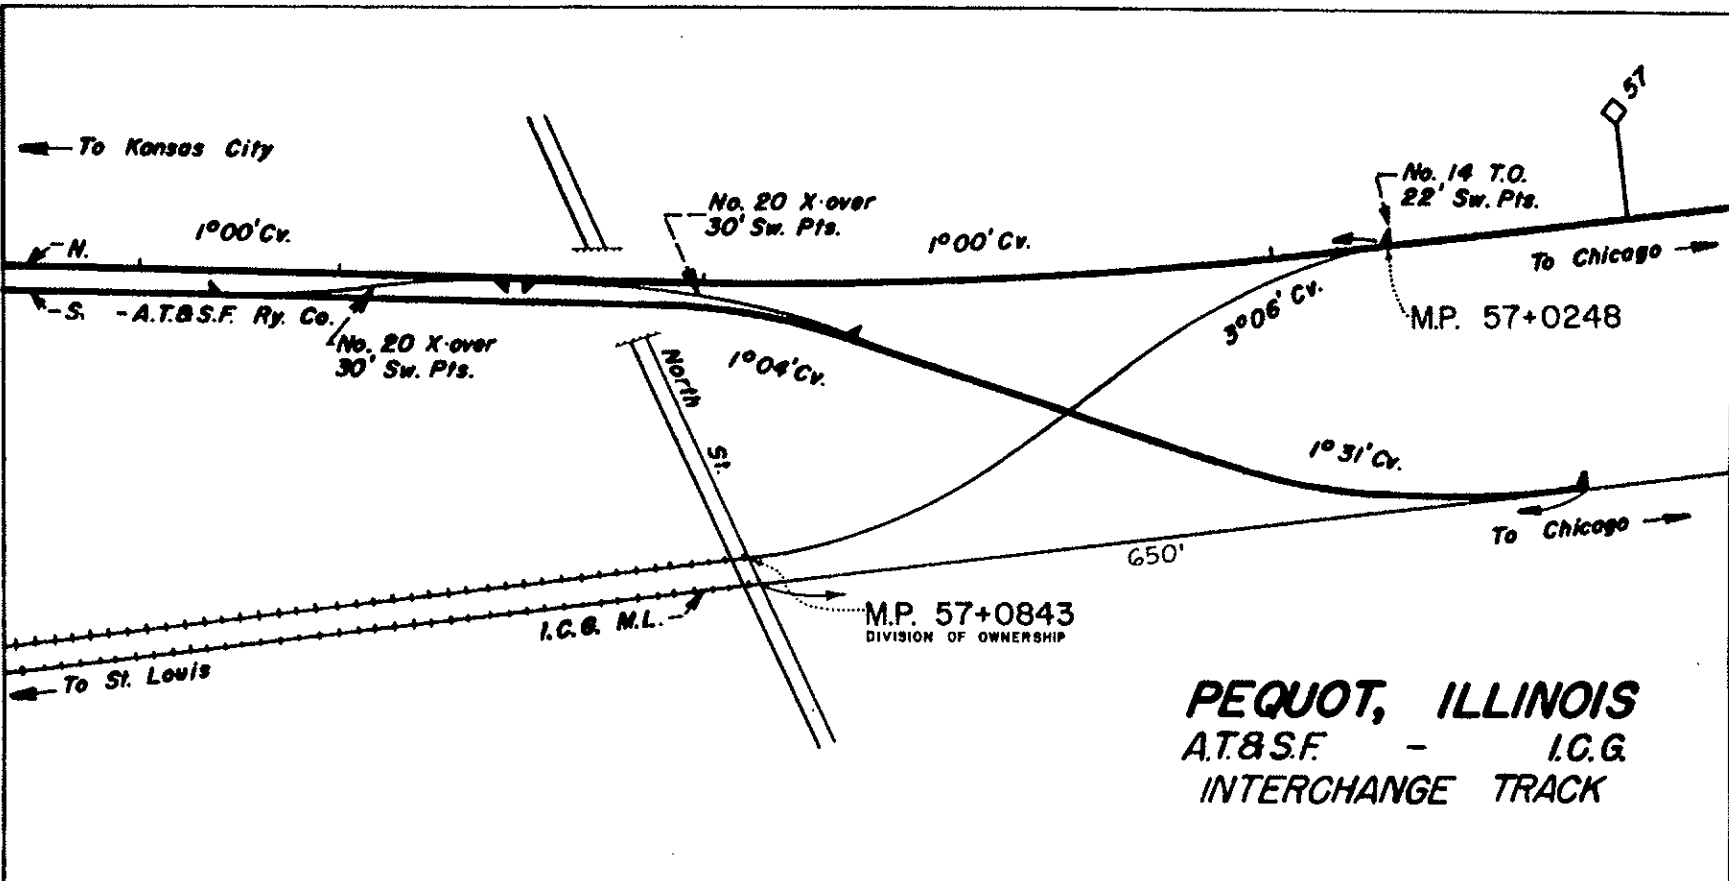 57
To Kansas City
No. 14 T.O.
22' Sw. Pts.
No. 20 X-over
30' Sw. Pts.
1°00' Cv.
1°00' Cv.
N.
To Chicago
S. - A.T.&S.F. Ry. Co.
3°06' Cv.
M.P. 57+0248
No. 20 X-over
30' Sw. Pts.
North St.
1°04' Cv.
1°31' Cv.
To Chicago
650'
I.C.G. M.L.
M.P. 57+0843
DIVISION OF OWNERSHIP
To St. Louis
PEQUOT, ILLINOIS
A.T.&S.F. - I.C.G.
INTERCHANGE TRACK